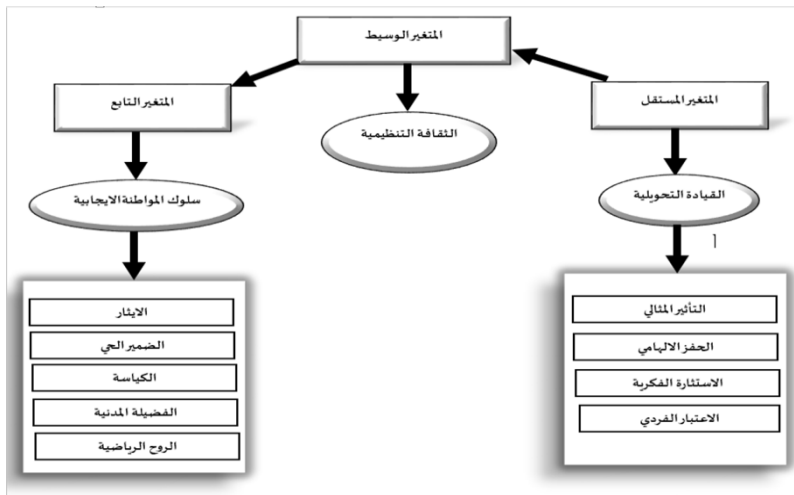 المتغير الوسيط
المتغير المستقل
المتغير التابع
الثقافة التنظيمية
القيادة التحويلية
سلوك المواطنة الايجابية
أ
التأثير المثالي
الحفز الالهامي
الاستثارة الفكرية
الاعتبار الفردي
الايثار
الضمير الحي
الكياسة
الفضيلة المدنية
الروح الرياضية